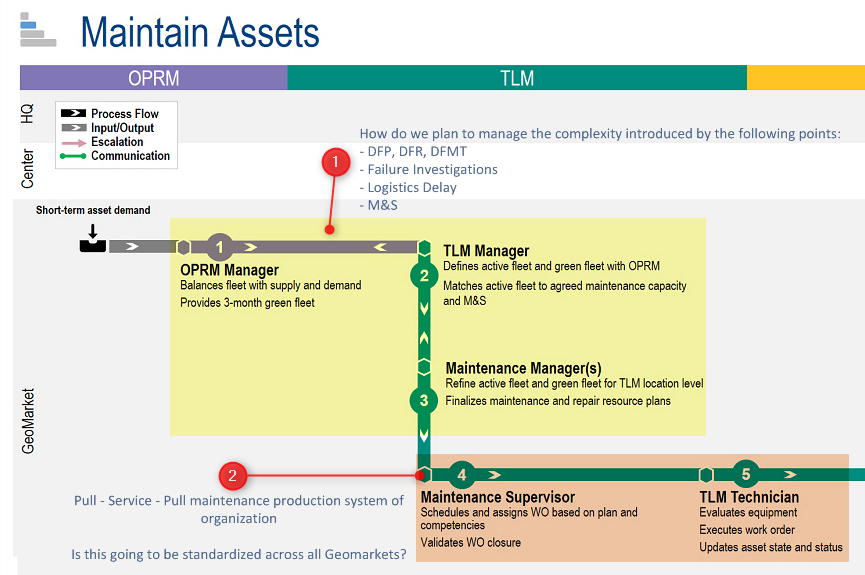 Maintain Assets
OPRM
TLM
HQ
Center
GeoMarket
Process Flow
Input/Output
Escalation
Communication
How do we plan to manage the complexity introduced by the following points:
- DFP, DFR, DFMT
- Failure Investigations
- Logistics Delay
- M&S
1
Short-term asset demand
1
OPRM Manager
Balances fleet with supply and demand
Provides 3-month green fleet
2
TLM Manager
Defines active fleet and green fleet with OPRM
Matches active fleet to agreed maintenance capacity
and M&S
3
Maintenance Manager(s)
Refine active fleet and green fleet for TLM location level
Finalizes maintenance and repair resource plans
2
Pull - Service - Pull maintenance production system of
organization
Is this going to be standardized across all Geomarkets?
4
Maintenance Supervisor
Schedules and assigns WO based on plan and
competencies
Validates WO closure
5
TLM Technician
Evaluates equipment
Executes work order
Updates asset state and status